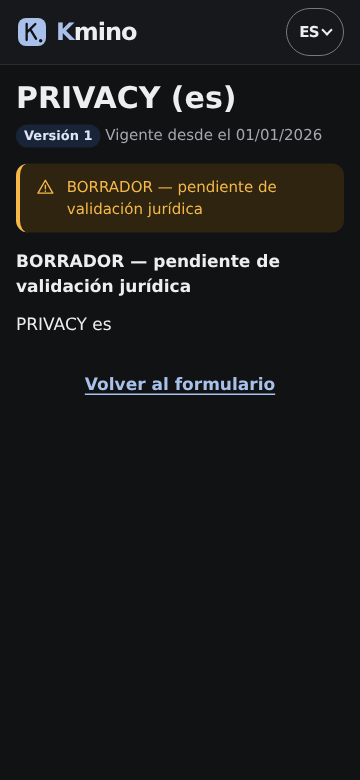 K. Kmino
ES
PRIVACY (es)
Versión 1 Vigente desde el 01/01/2026
BORRADOR — pendiente de
validación jurídica
BORRADOR — pendiente de
validación jurídica
PRIVACY es
Volver al formulario